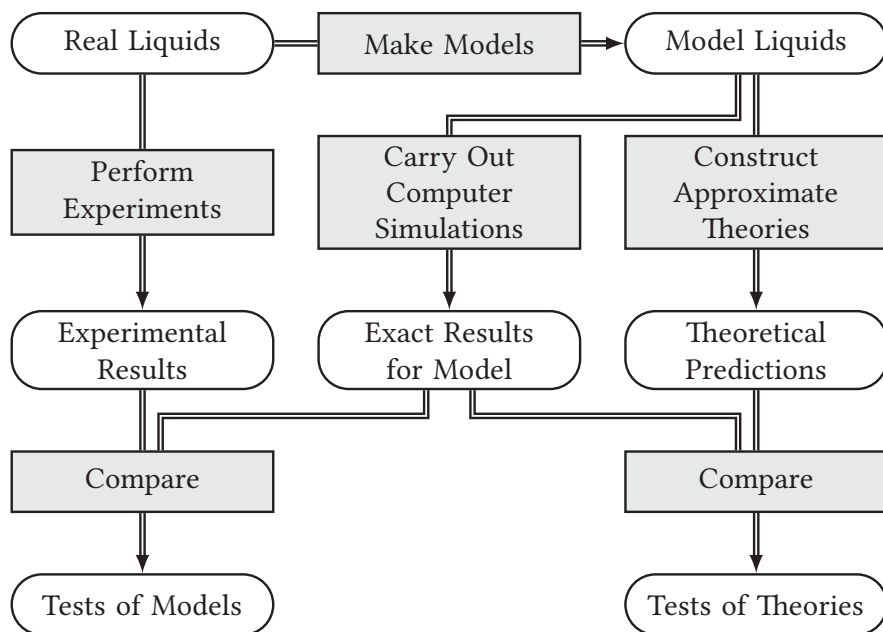 Real Liquids
Make Models
Model Liquids
Perform
Experiments
Carry Out
Computer
Simulations
Construct
Approximate
Theories
Experimental
Results
Exact Results
for Model
Theoretical
Predictions
Compare
Compare
Tests of Models
Tests of Theories